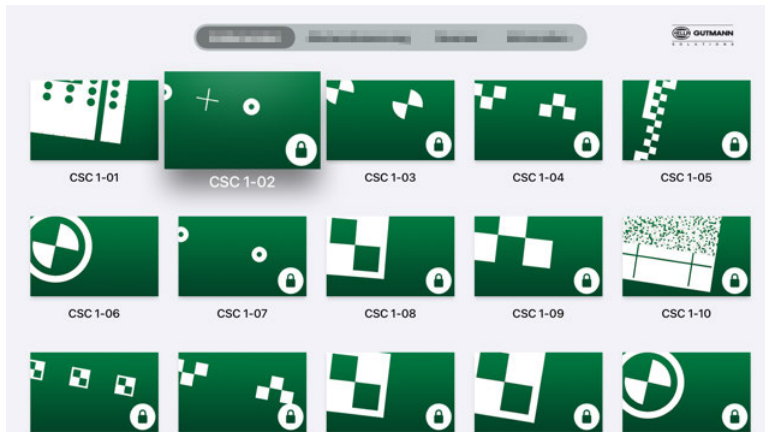 HELLA GUTMANN
SOLUTIONS
CSC 1-01
CSC 1-02
CSC 1-03
CSC 1-04
CSC 1-05
CSC 1-06
CSC 1-07
CSC 1-08
CSC 1-09
CSC 1-10